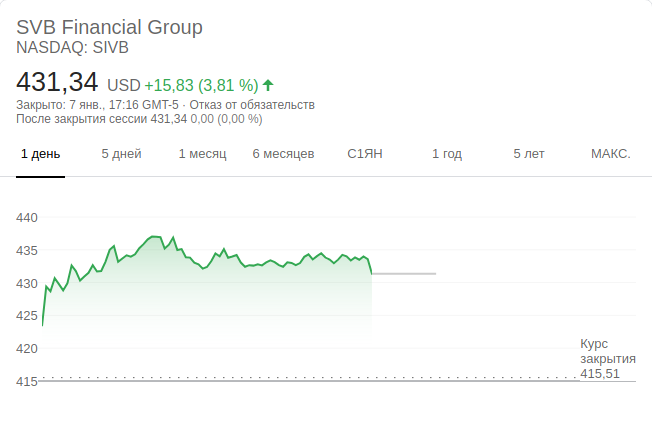 SVB Financial Group
NASDAQ: SIVB
431,34 USD +15,83 (3,81 %)
Закрыто: 7 янв., 17:16 GMT-5 · Отказ от обязательств
После закрытия сессии 431,34 0,00 (0,00 %)
1 день 5 дней 1 месяц 6 месяцев С1ЯН 1 год 5 лет МАКС.
440
435
430
425
420
Курс
закрытия
415,51
415